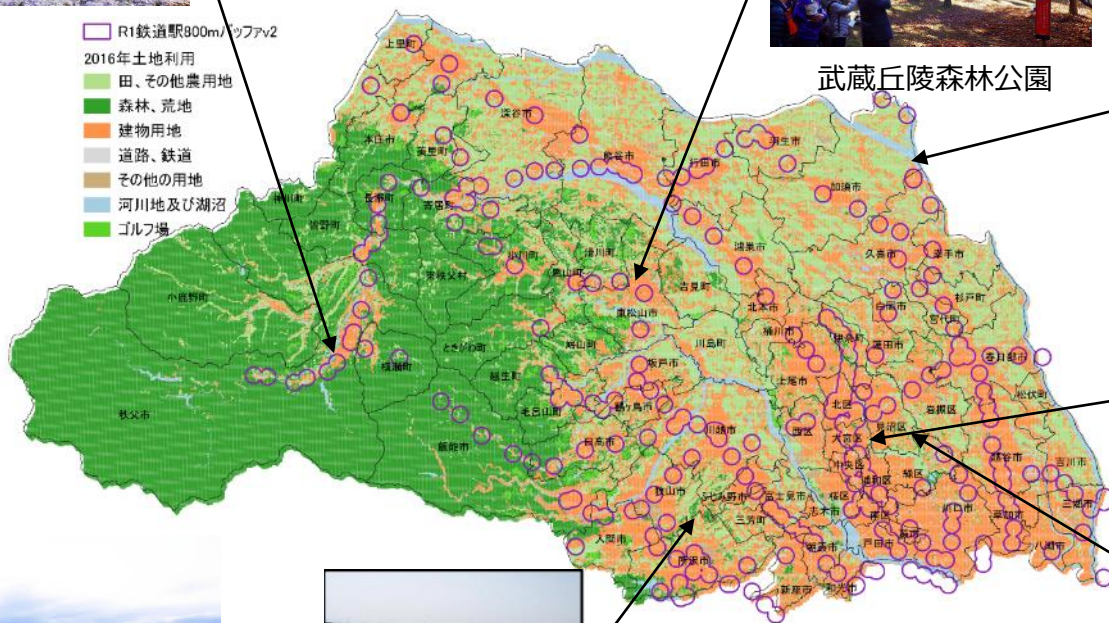 R1鉄道駅800mバッファv2
2016年土地利用
田、その他農用地
森林、荒地
建物用地
道路、鉄道
その他の用地
河川地及び湖沼
ゴルフ場
武蔵丘陵森林公園
上里町
本庄市
美里町
深谷市
熊谷市
行田市
羽生市
加須市
神川町
長瀞町
皆野町
寄居町
小川町
東秩父村
嵐山町
滑川町
吉見町
鴻巣市
久喜市
幸手市
小鹿野町
東松山市
北本市
桶川市
伊奈町
白岡市
宮代町
杉戸町
蓮田市
春日部市
松伏町
秩父市
横瀬町
ときがわ町
鳩山町
越生町
毛呂山町
坂戸市
鶴ヶ島市
川島町
上尾市
北区
西区
大宮区
見沼区
岩槻区
中央区
浦和区
緑区
桜区
南区
越谷市
吉川市
三郷市
飯能市
日高市
川越市
狭山市
ふじみ野市
富士見市
三芳町
志木市
入間市
所沢市
朝霞市
新座市
和光市
戸田市
蕨市
川口市
草加市
八潮市